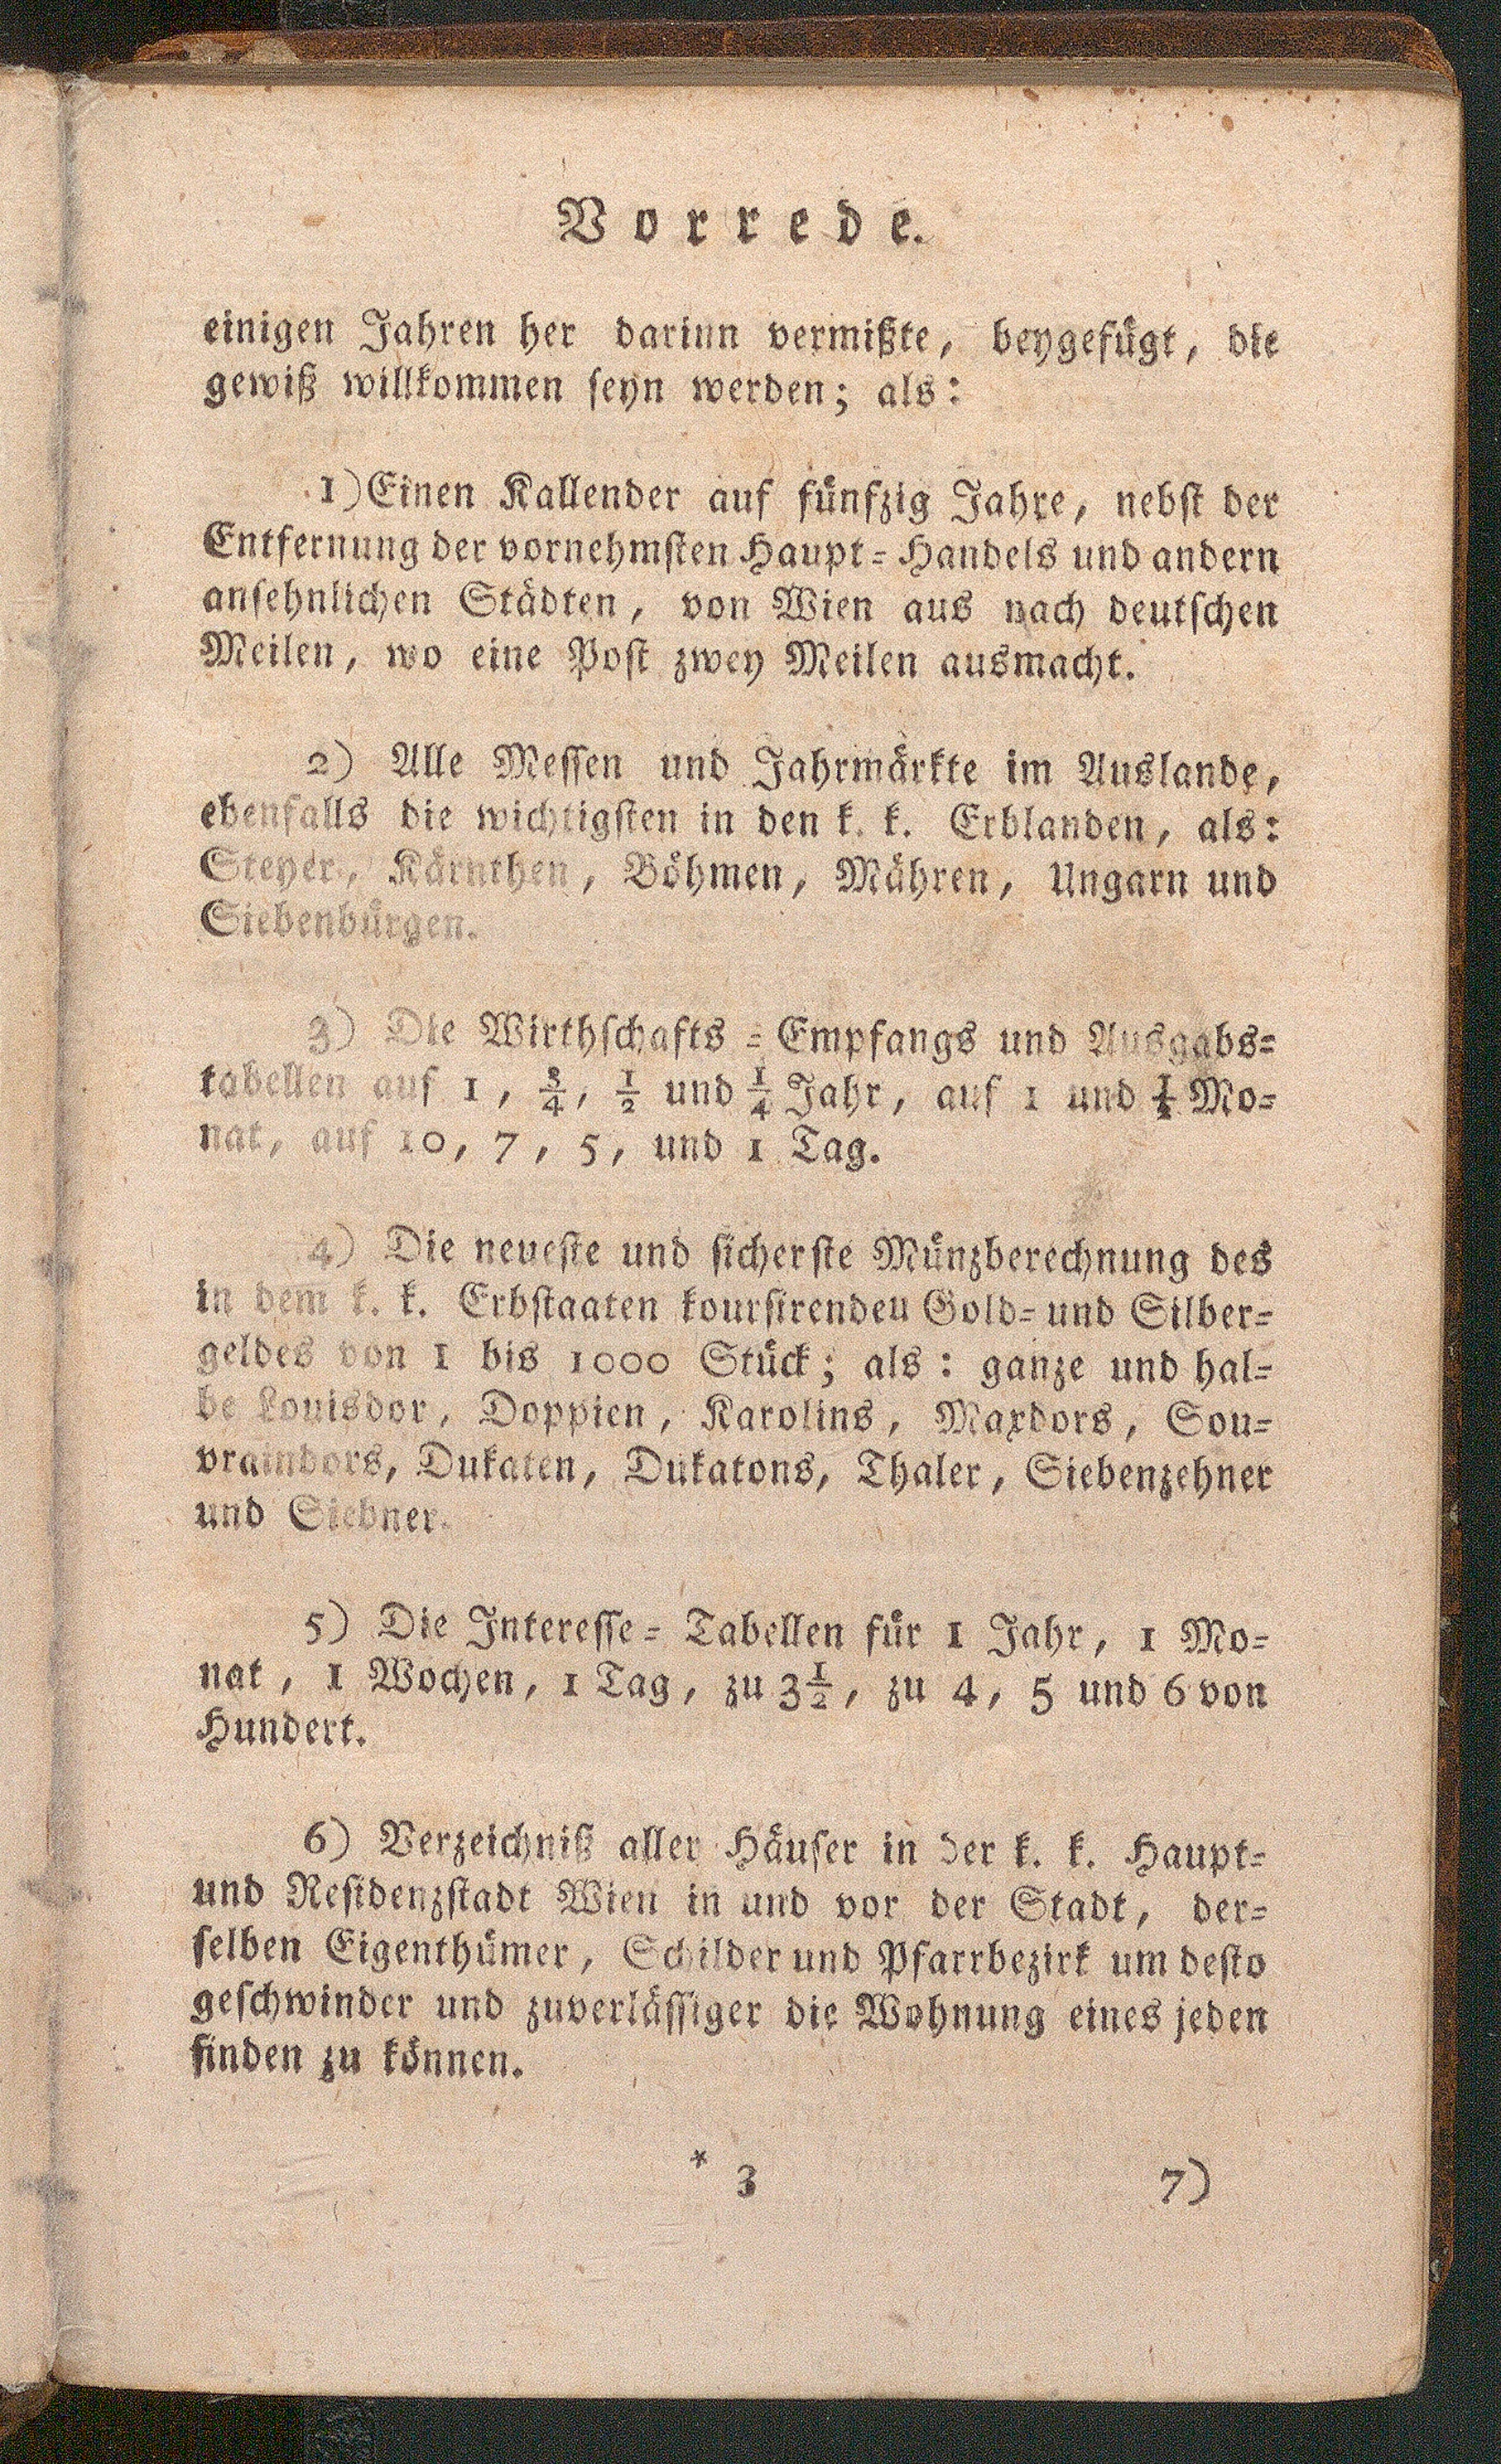 Vorrede.
einigen Jahren her darinn vermißte, beygefügt, die
gewiß willkommen seyn werden; als:
1) Einen Kallender auf fünfzig Jahre, nebst der
Entfernung der vornehmsten Haupt- Handels und andern
ansehnlichen Städten, von Wien aus nach deutschen
Meilen, wo eine Post zwey Meilen ausmacht.
2) Alle Messen und Jahrmärkte im Auslande,
ebenfalls die wichtigsten in den k. k. Erblanden, als:
Steyer, Kärnthen, Böhmen, Mähren, Ungarn und
Siebenbürgen.
3) Die Wirthschafts- Empfangs und Ausgabs-
tabellen auf 1, 3/4, 1/2 und 1/4 Jahr, auf 1 und 1/2 Mo-
nat, auf 10, 7, 5, und 1 Tag.
4) Die neueste und sicherste Münzberechnung des
in dem k. k. Erbstaaten koursirenden Gold- und Silber-
geldes von 1 bis 1000 Stück; als: ganze und hal-
be Louisdor, Doppien, Karolins, Maxdors, Sou-
vraindors, Dukaten, Dukatons, Thaler, Siebenzehner
und Siebner.
5) Die Interesse- Tabellen für 1 Jahr, 1 Mo-
nat, 1 Wochen, 1 Tag, zu 3 1/2, zu 4, 5 und 6 von
Hundert.
6) Verzeichniß aller Häuser in der k. k. Haupt-
und Residenzstadt Wien in und vor der Stadt, der-
selben Eigenthümer, Schilder und Pfarrbezirk um desto
geschwinder und zuverlässiger die Wohnung eines jeden
finden zu können.
* 3 7)